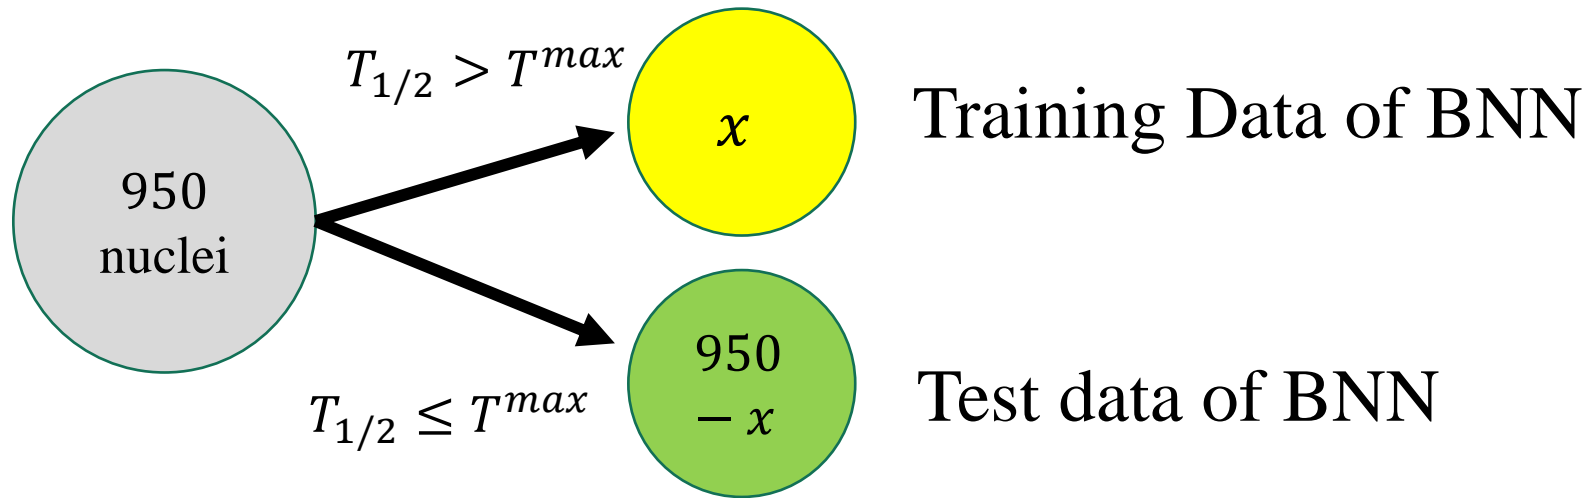 T_{1/2} > T^{max}
x
Training Data of BNN
950
nuclei
950
− x
Test data of BNN
T_{1/2} ≤ T^{max}